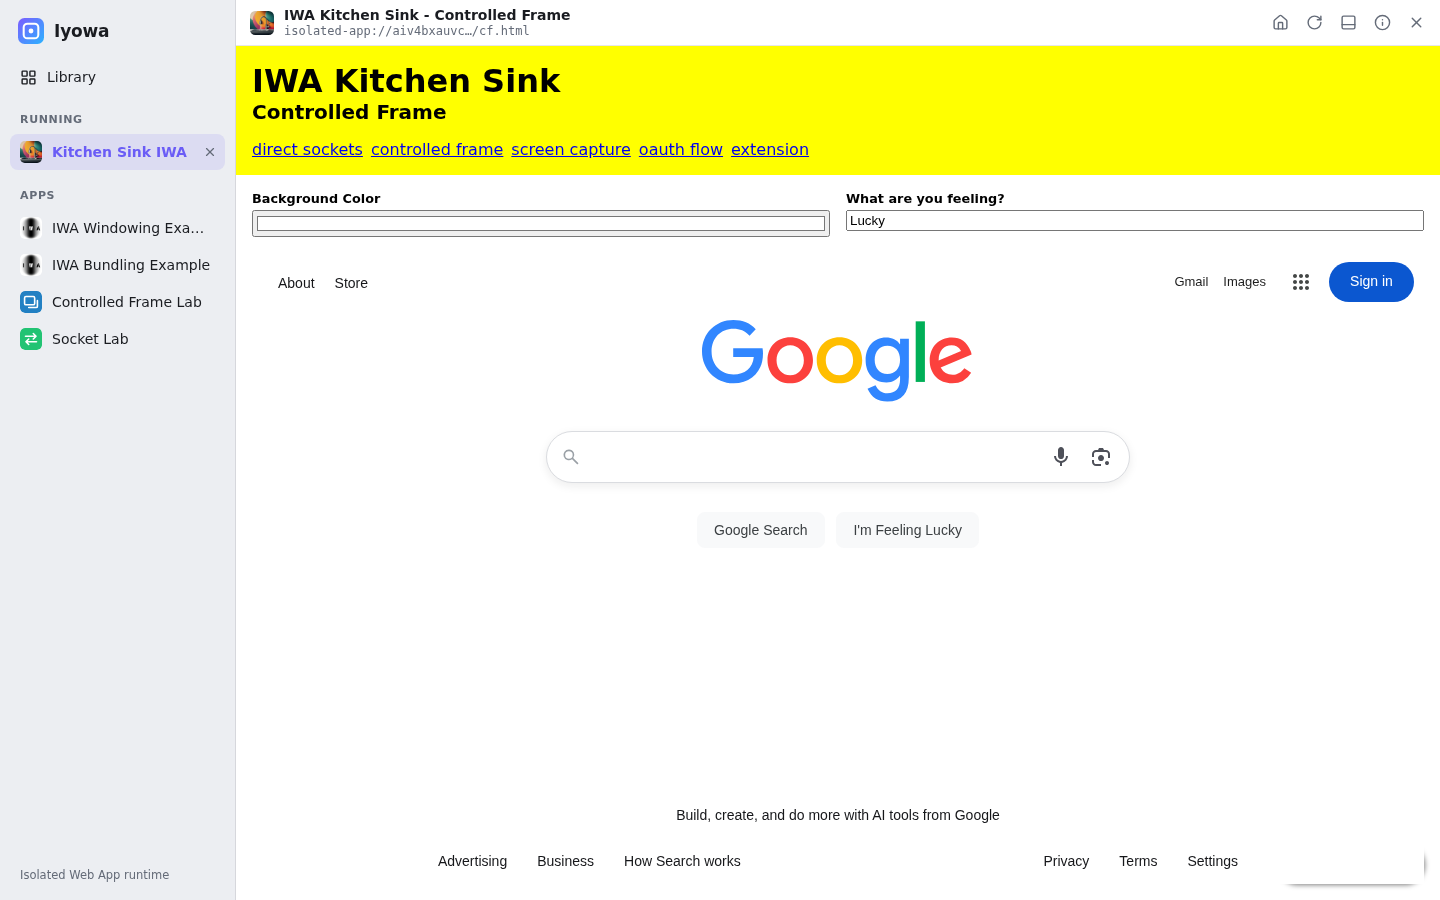 Iyowa
Library
RUNNING
Kitchen Sink IWA
APPS
IWA Windowing Exa...
IWA Bundling Example
Controlled Frame Lab
Socket Lab
Isolated Web App runtime
IWA Kitchen Sink - Controlled Frame
isolated-app://aiv4bxauvc…/cf.html
IWA Kitchen Sink
Controlled Frame
direct sockets controlled frame screen capture oauth flow extension
Background Color
What are you feeling?
Lucky
About Store
Gmail Images Sign in
Google
Google Search I'm Feeling Lucky
Build, create, and do more with AI tools from Google
Advertising Business How Search works
Privacy Terms Settings